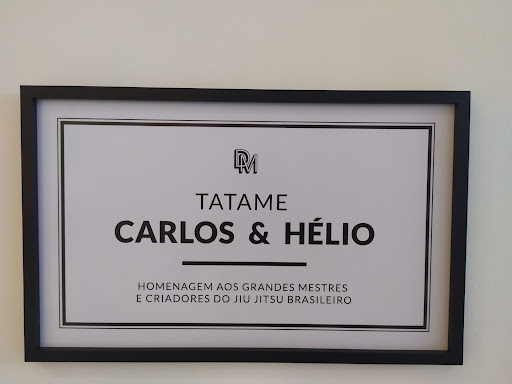 DM
TATAME
CARLOS & HÉLIO
HOMENAGEM AOS GRANDES MESTRES
E CRIADORES DO JIU JITSU BRASILEIRO